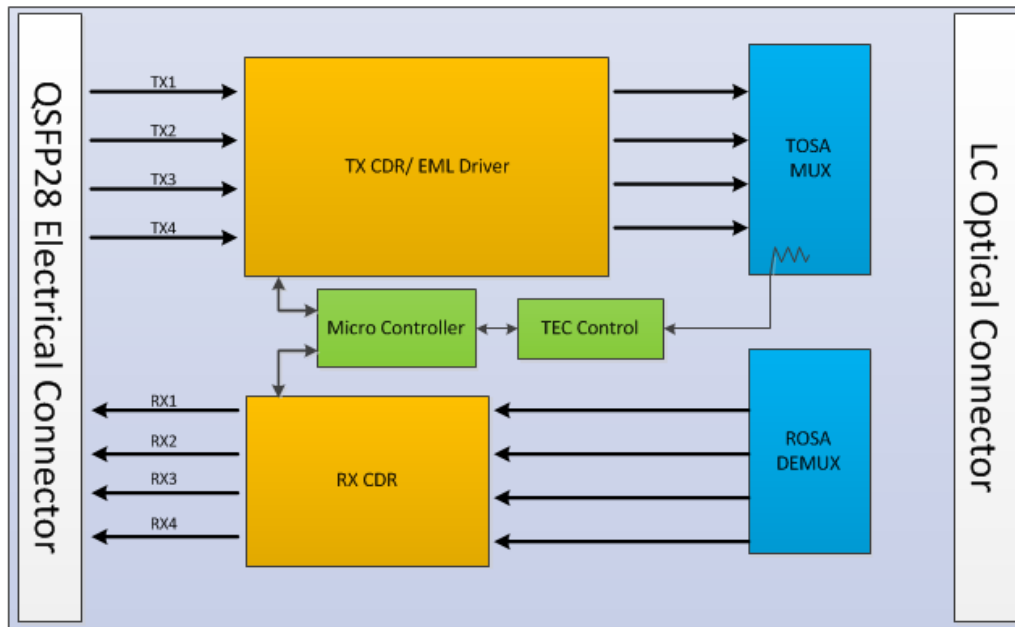 QSFP28 Electrical Connector
TX1
TX2
TX3
TX4
TX CDR/ EML Driver
TOSA
MUX
Micro Controller
TEC Control
RX1
RX2
RX3
RX4
RX CDR
ROSA
DEMUX
LC Optical Connector